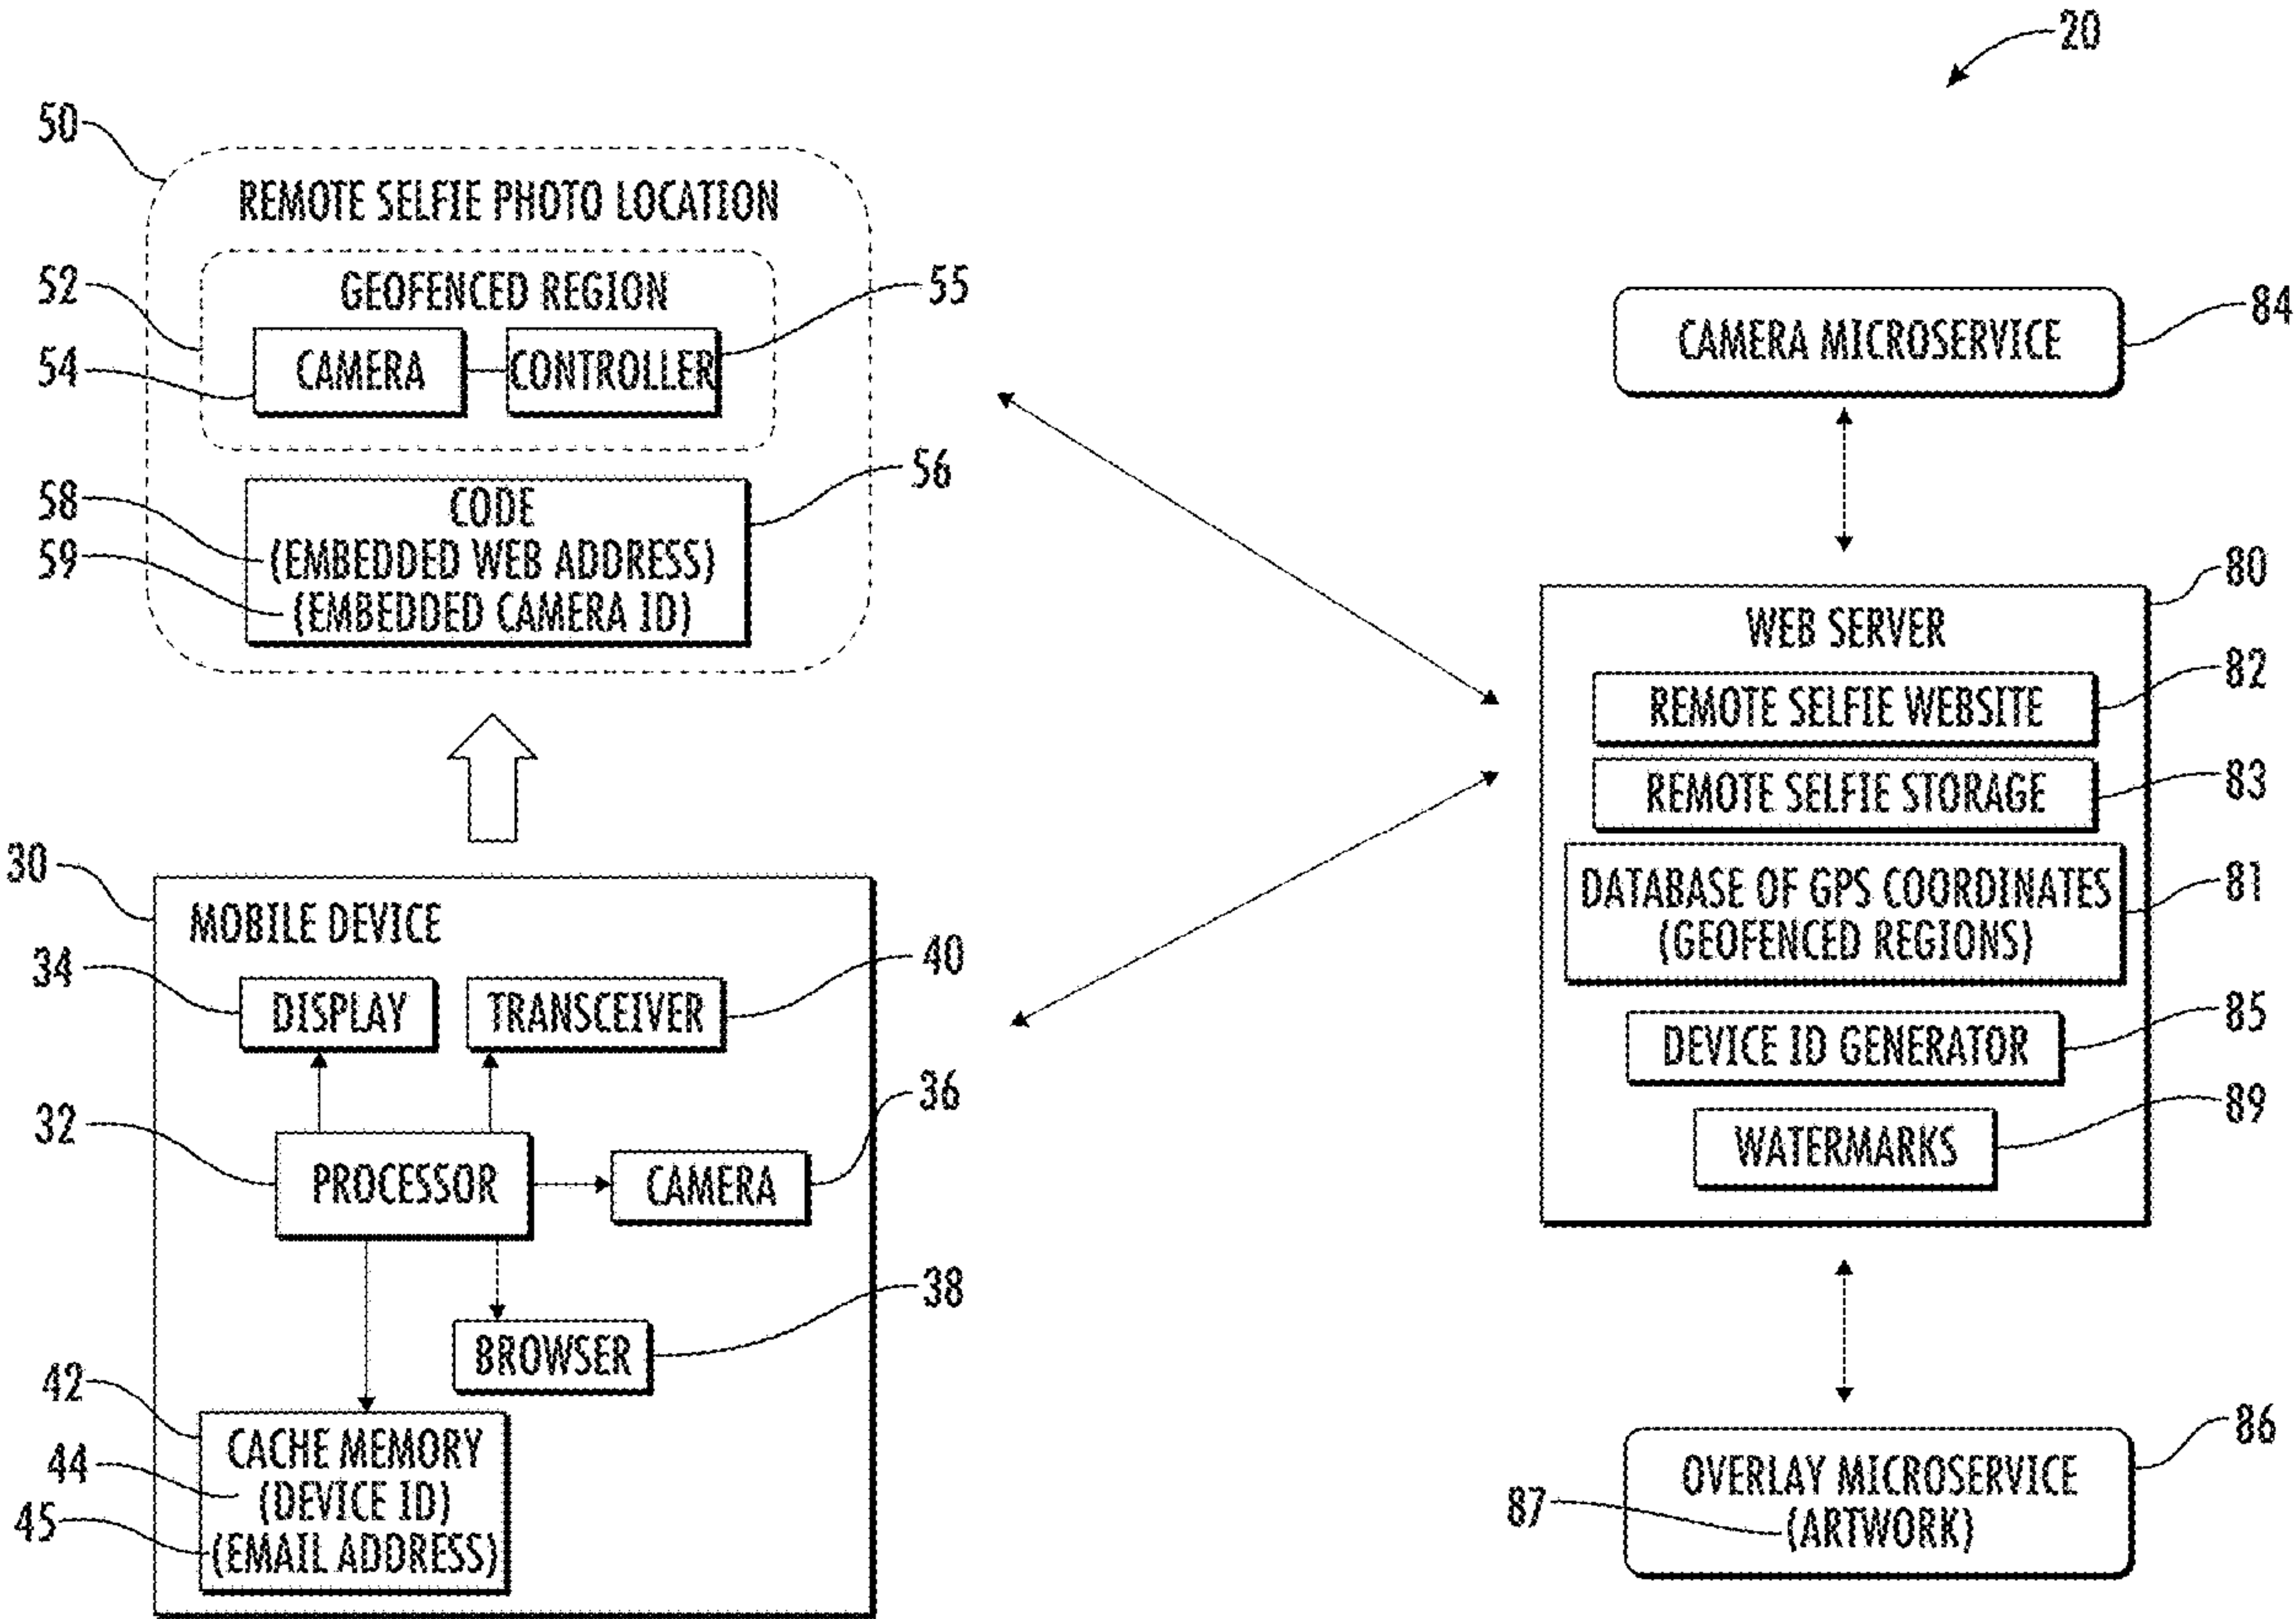 20
50
REMOTE SELFIE PHOTO LOCATION
52
GEOFENCED REGION
55
54
CAMERA
CONTROLLER
56
CODE
58
(EMBEDDED WEB ADDRESS)
59
(EMBEDDED CAMERA ID)
30
MOBILE DEVICE
34
DISPLAY
TRANSCEIVER
40
32
PROCESSOR
CAMERA
36
BROWSER
38
42
CACHE MEMORY
44
(DEVICE ID)
45
(EMAIL ADDRESS)
CAMERA MICROSERVICE
84
80
WEB SERVER
REMOTE SELFIE WEBSITE
82
REMOTE SELFIE STORAGE
83
DATABASE OF GPS COORDINATES
(GEOFENCED REGIONS)
81
DEVICE ID GENERATOR
85
WATERMARKS
89
OVERLAY MICROSERVICE
86
87
(ARTWORK)